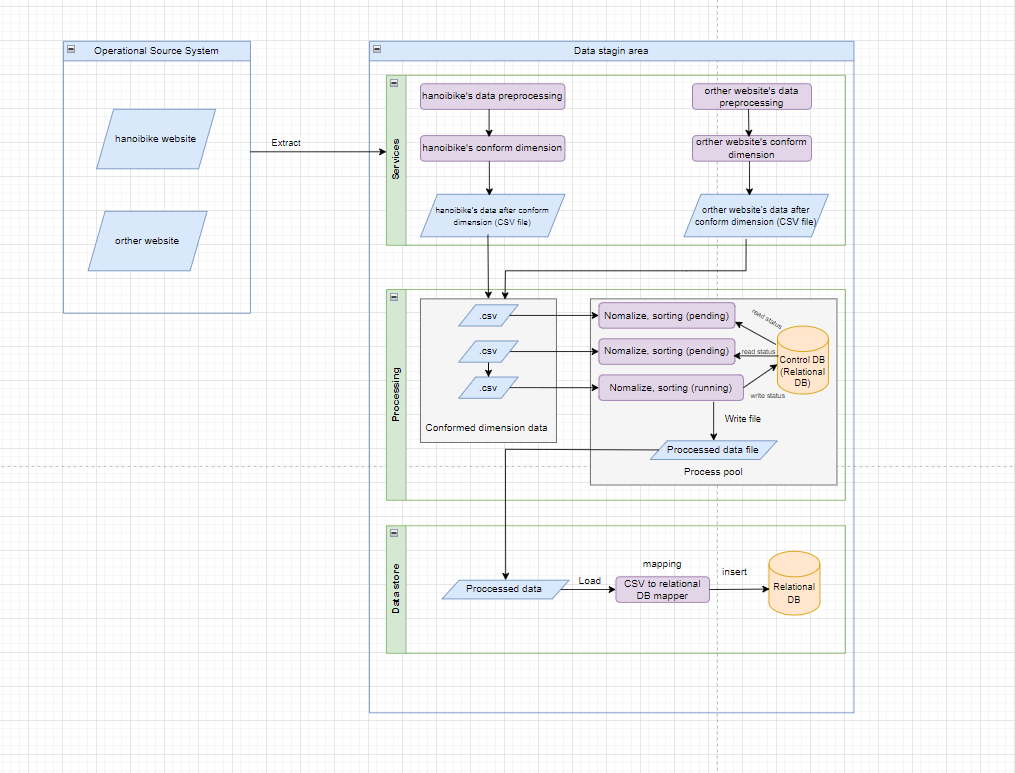 Operational Source System
hanoibike website
orther website
Extract
Data stagin area
Services
hanoibike's data preprocessing
hanoibike's conform dimension
hanoibike's data after conform
dimension (CSV file)
orther website's data
preprocessing
orther website's conform
dimension
orther website's data after
conform dimension (CSV file)
Processing
.csv
.csv
.csv
Conformed dimension data
Nomalize, sorting (pending)
Nomalize, sorting (pending)
Nomalize, sorting (running)
read status
read status
write status
Control DB
(Relational
DB)
Write file
Proccessed data file
Process pool
Data store
Proccessed data
Load
mapping
CSV to relational
DB mapper
insert
Relational
DB